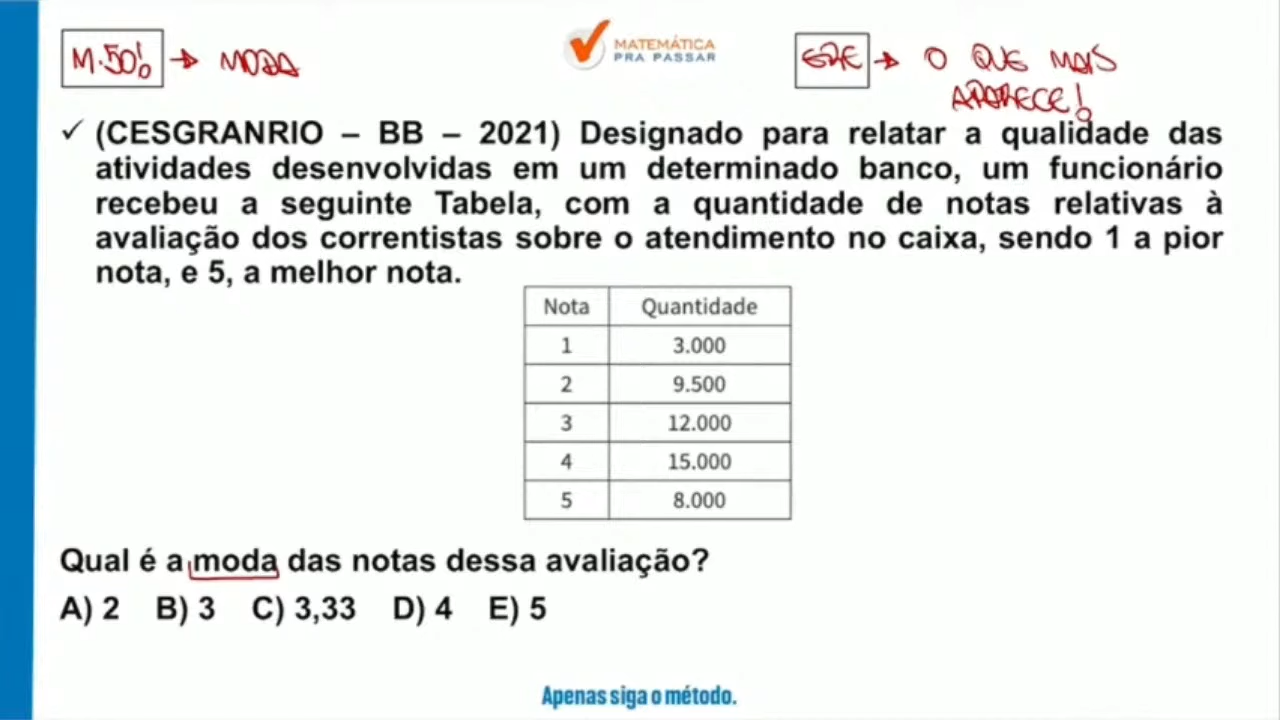 M.50! → MODA
MATEMÁTICA
PRA PASSAR
→ O QUE MAIS
APARECE!
✓ (CESGRANRIO – BB – 2021) Designado para relatar a qualidade das
atividades desenvolvidas em um determinado banco, um funcionário
recebeu a seguinte Tabela, com a quantidade de notas relativas à
avaliação dos correntistas sobre o atendimento no caixa, sendo 1 a pior
nota, e 5, a melhor nota.
Nota Quantidade
1 3.000
2 9.500
3 12.000
4 15.000
5 8.000
Qual é a moda das notas dessa avaliação?
A) 2 B) 3 C) 3,33 D) 4 E) 5
Apenas siga o método.